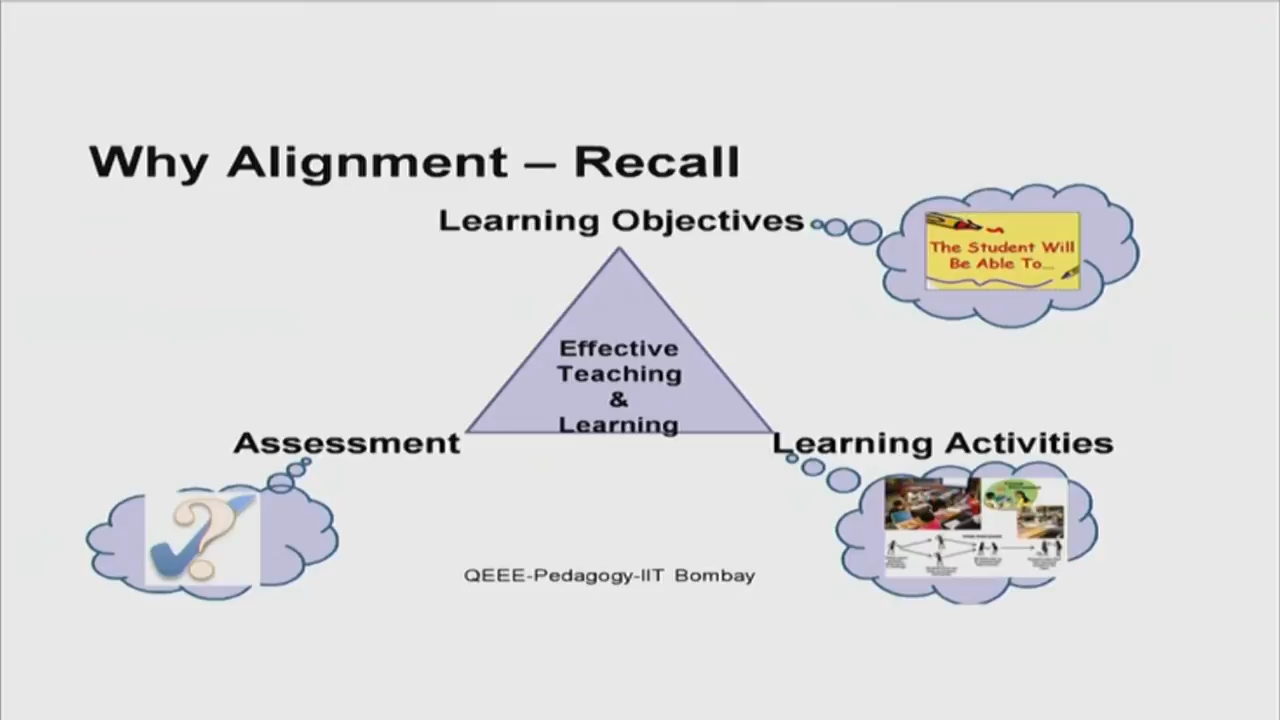 Why Alignment – Recall
Learning Objectives
The Student Will
Be Able To...
Effective
Teaching
&
Learning
Assessment
Learning Activities
QEEE-Pedagogy-IIT Bombay